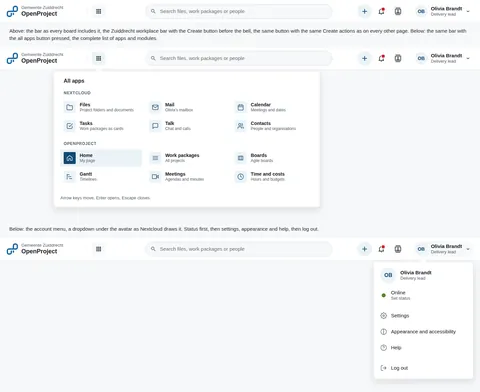 Gemeente Zuiddrecht
OpenProject
Search files, work packages or people
Olivia Brandt
Delivery lead
Above: the bar as every board includes it, the Zuiddrecht workplace bar with the Create button before the bell, the same button with the same Create actions as on every other page. Below: the same bar with
the all apps button pressed, the complete list of apps and modules.
Gemeente Zuiddrecht
OpenProject
Search files, work packages or people
OB
Olivia Brandt
Delivery lead
All apps
NEXTCLOUD
Files
Project folders and documents
Mail
Olivia's mailbox
Calendar
Meetings and dates
Tasks
Work packages as cards
Talk
Chat and calls
Contacts
People and organisations
OPENPROJECT
Home
My page
Work packages
All projects
Boards
Agile boards
Gantt
Timelines
Meetings
Agendas and minutes
Time and costs
Hours and budgets
Arrow keys move, Enter opens, Escape closes.
Below: the account menu, a dropdown under the avatar as Nextcloud draws it. Status first, then settings, appearance and help, then log out.
Gemeente Zuiddrecht
OpenProject
Search files, work packages or people
OB
Olivia Brandt
Delivery lead
OB
Olivia Brandt
Delivery lead
Online
Set status
Settings
Appearance and accessibility
Help
Log out